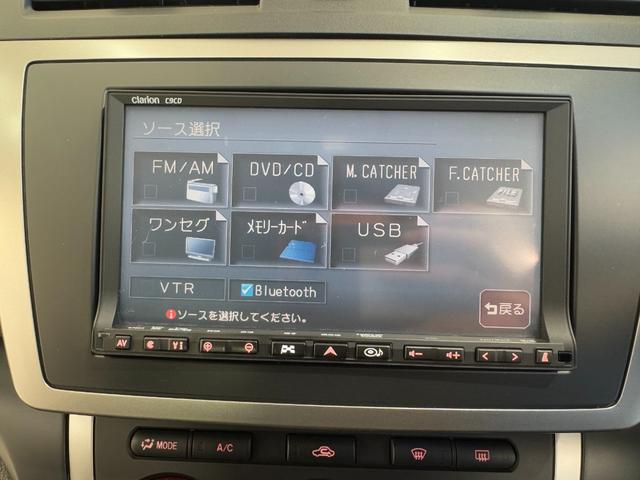 clarion C9CD
ソース選択
FM/AM DVD/CD M.CATCHER F.CATCHER
FILE
ワンセグ メモリーカード USB
VTR Bluetooth
ソースを選択してください。
戻る
AV
MODE A/C